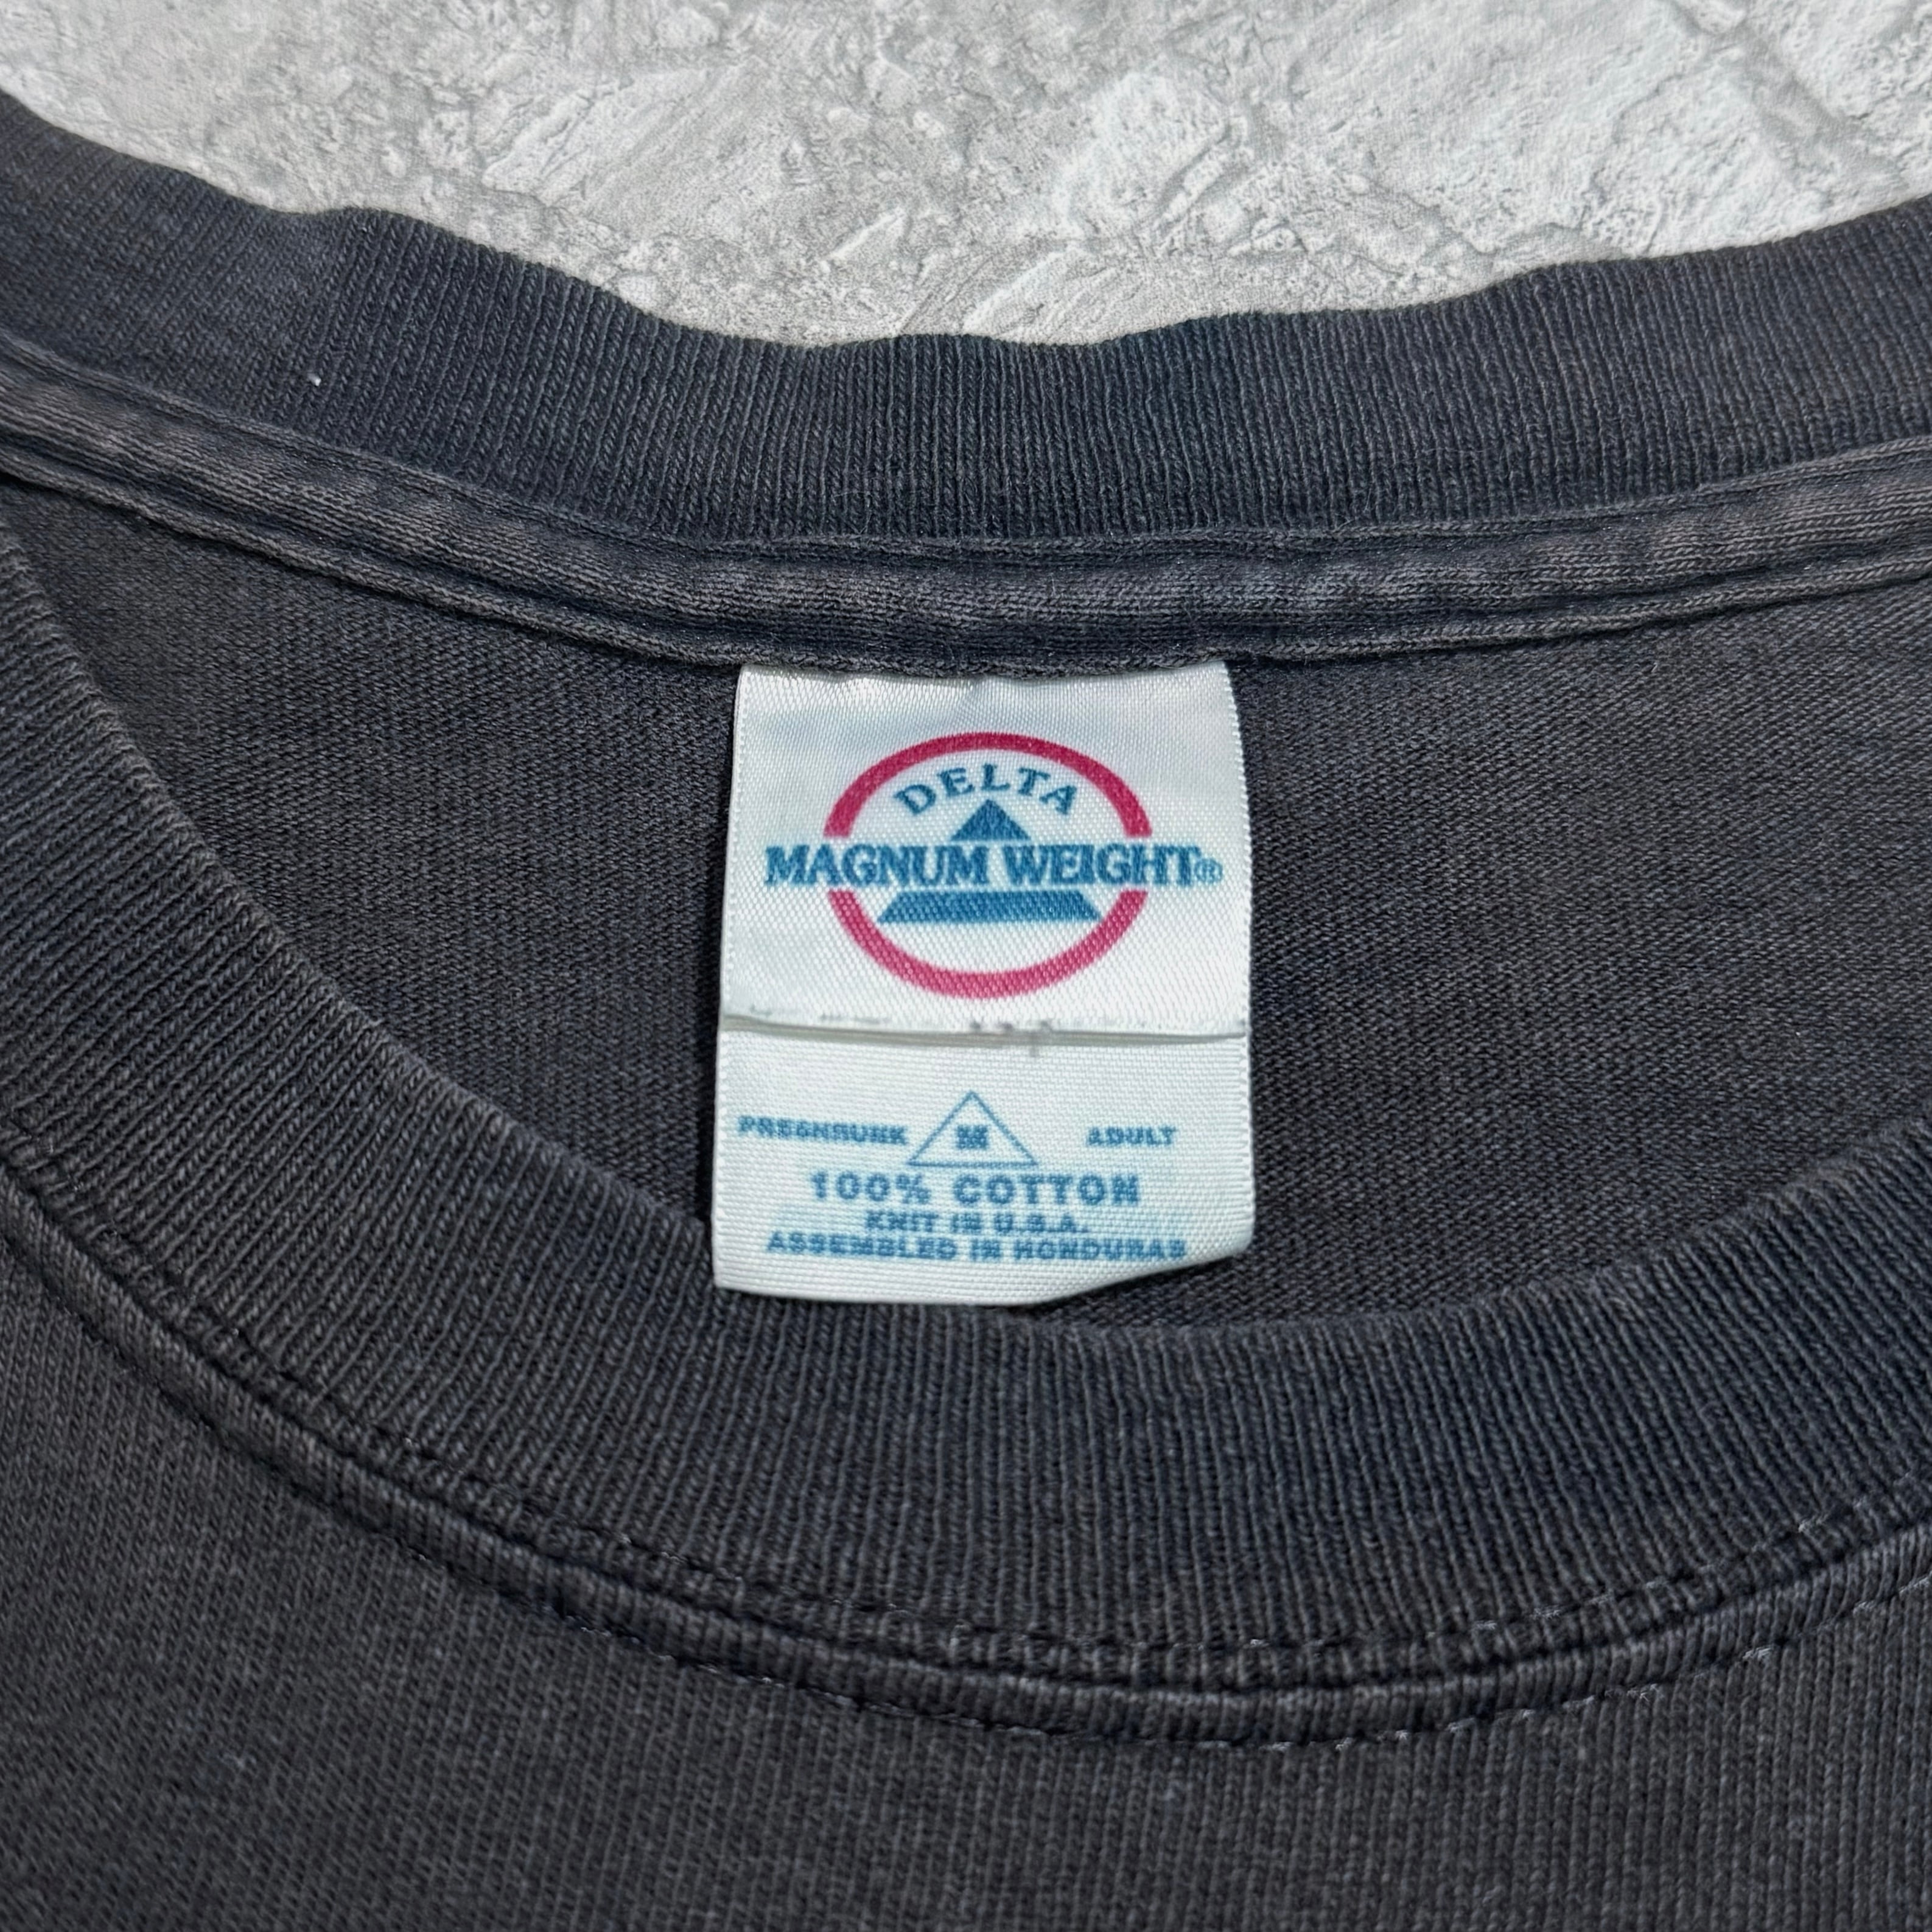 DELTA
MAGNUM WEIGHT®
PRESHRUNK M ADULT
100% COTTON
KNIT IN U.S.A.
ASSEMBLED IN HONDURAS